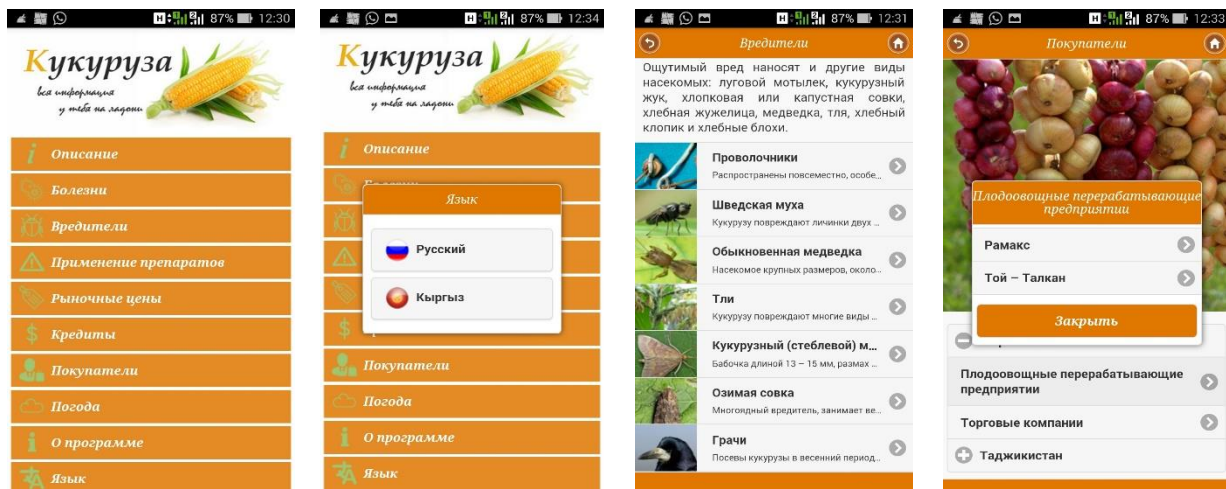 87% 12:30
Кукуруза
вся информация
у тебя на ладони
Описание
Болезни
Вредители
Применение препаратов
Рыночные цены
Кредиты
Покупатели
Погода
О программе
Язык
87% 12:34
Кукуруза
вся информация
у тебя на ладони
Описание
Язык
Русский
Кыргыз
Покупатели
Погода
О программе
Язык
87% 12:31
Вредители
Ощутимый вред наносят и другие виды
насекомых: луговой мотылек, кукурузный
жук, хлопковая или капустная совки,
хлебная жужелица, медведка, тля, хлебный
клопик и хлебные блохи.
Проволочники
Распространены повсеместно, особе...
Шведская муха
Кукурузу повреждают личинки двух ...
Обыкновенная медведка
Насекомое крупных размеров, около...
Тли
Кукурузу повреждают многие виды ...
Кукурузный (стеблевой) м...
Бабочка длиной 13 – 15 мм, размах ...
Озимая совка
Многоядный вредитель, занимает ве...
Грачи
Посевы кукурузы в весенний период...
87% 12:33
Покупатели
Плодоовощные перерабатывающие
предприятии
Рамакс
Той – Талкан
Закрыть
Плодоовощные перерабатывающие
предприятии
Торговые компании
Таджикистан